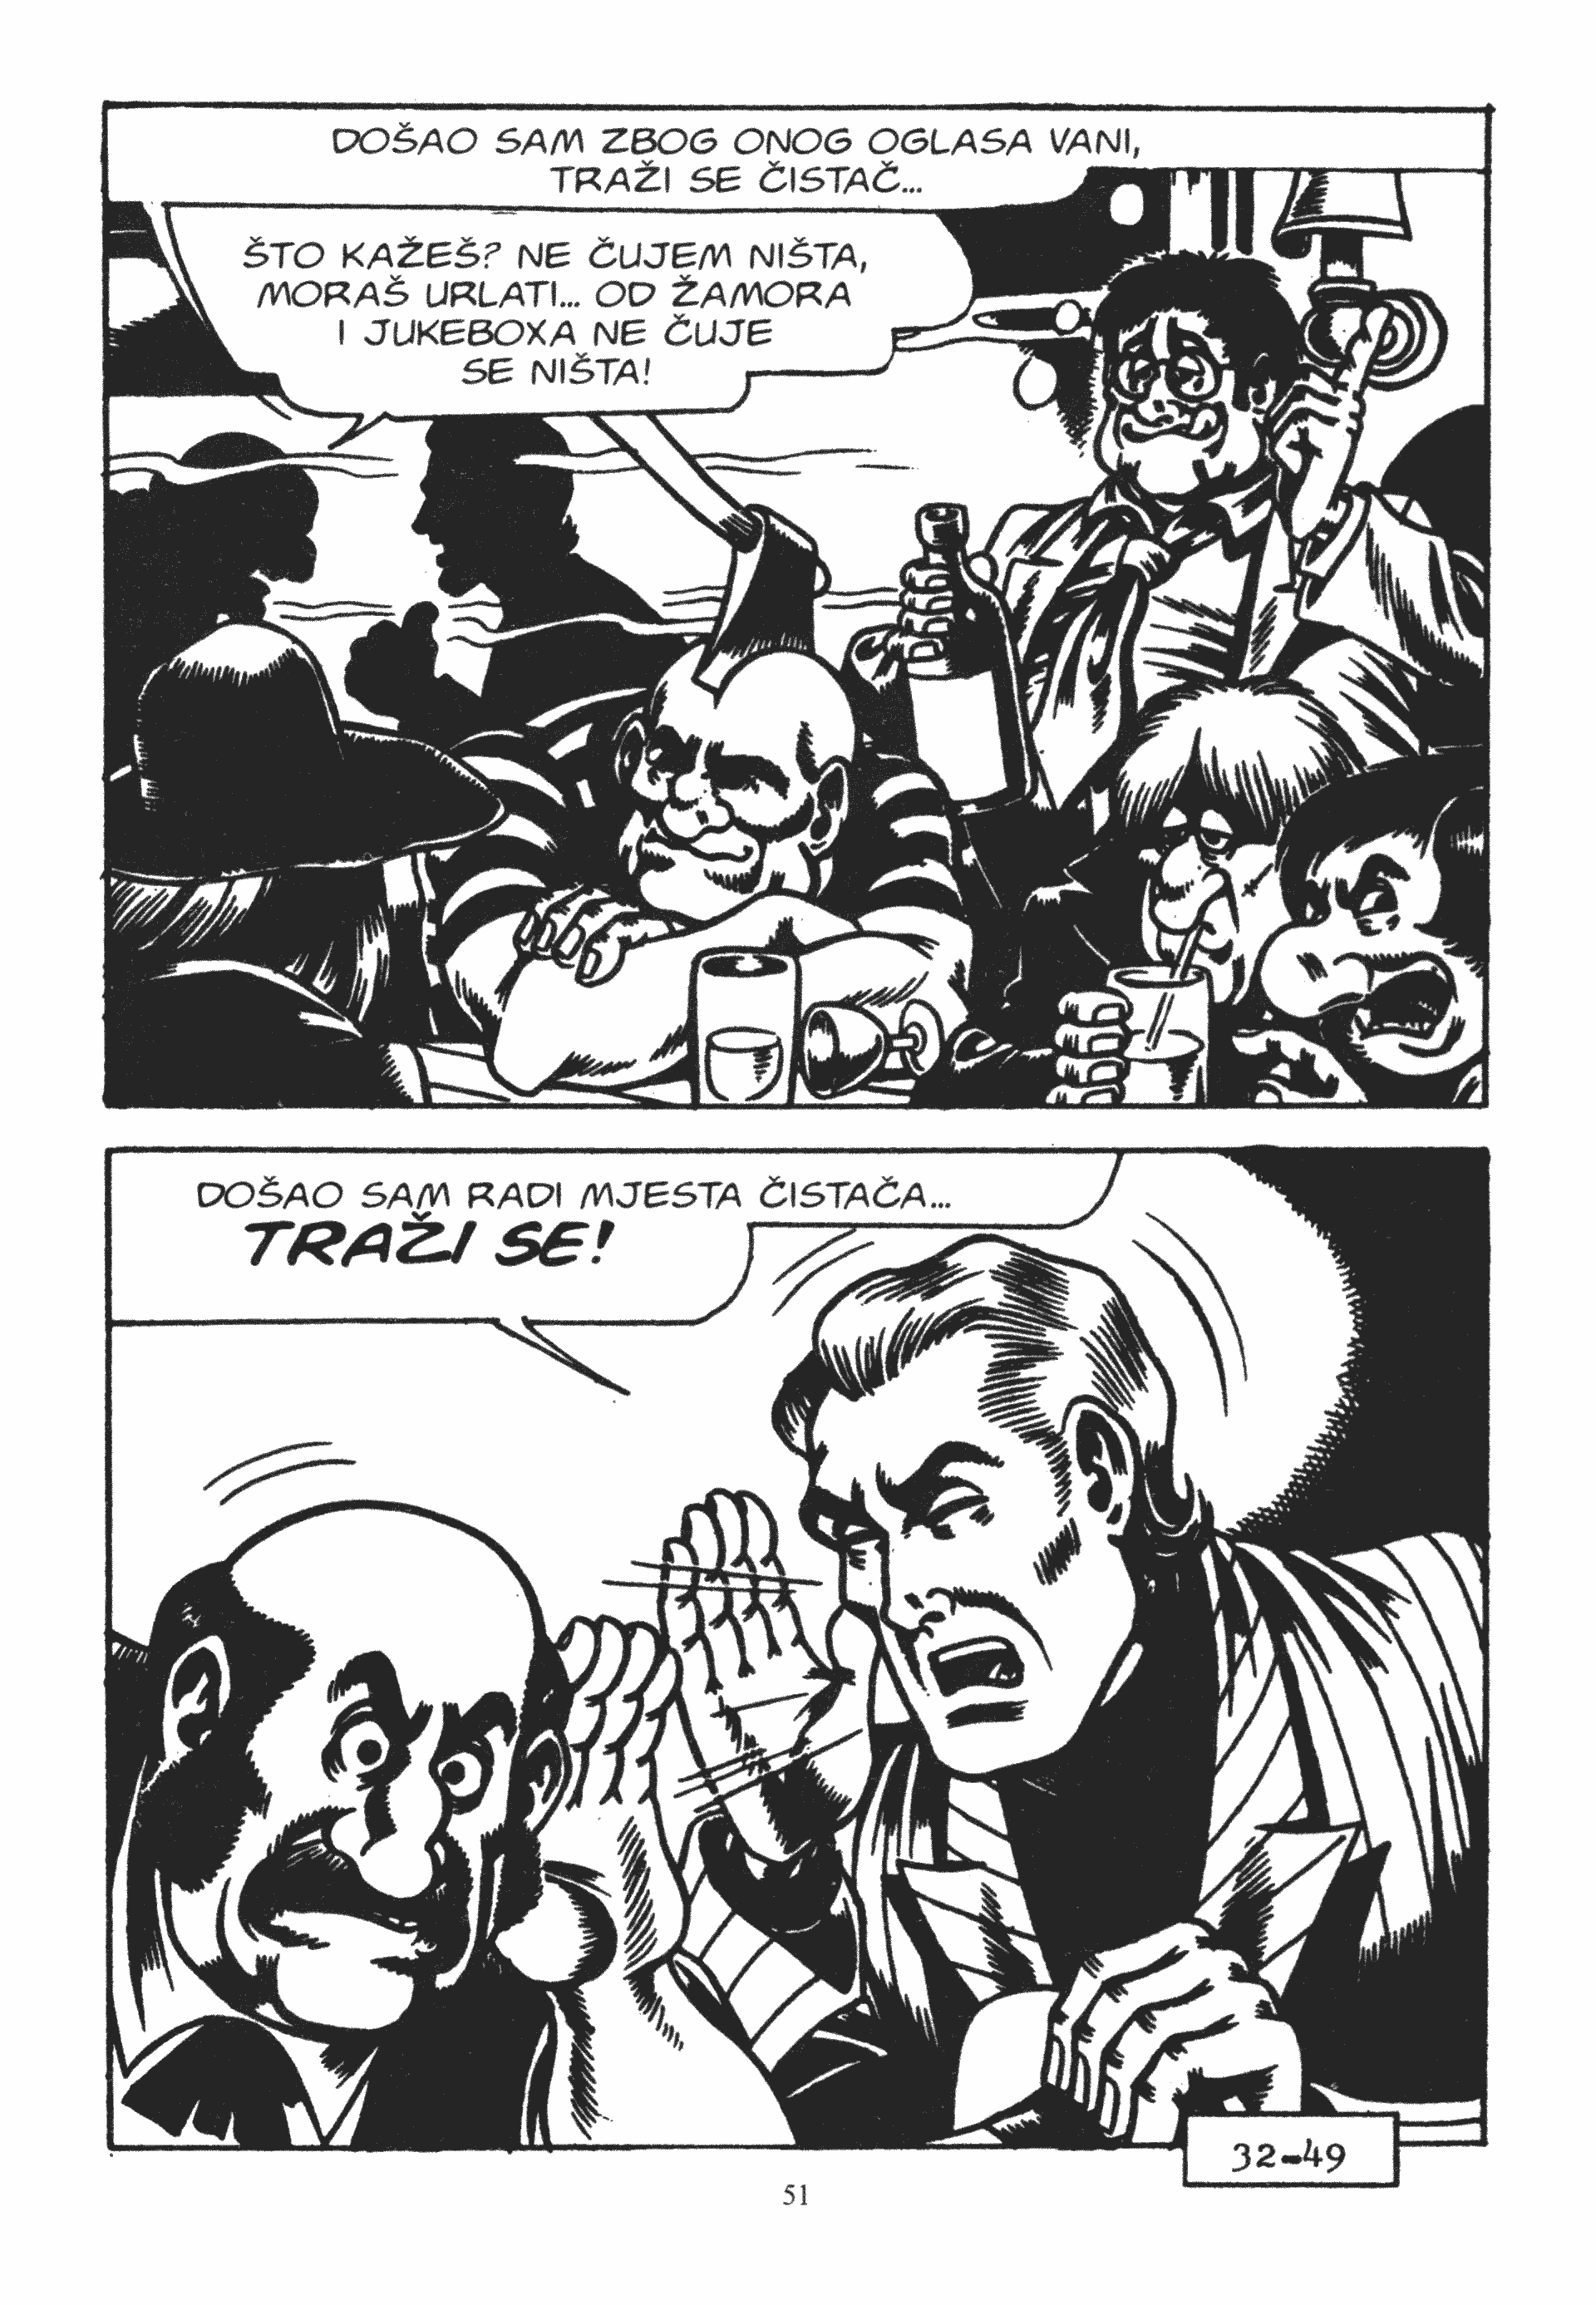 DOŠAO SAM ZBOG ONOG OGLASA VANI,
TRAŽI SE ČISTAČ...
ŠTO KAŽEŠ? NE ČUJEM NIŠTA,
MORAŠ URLATI... OD ŽAMORA
I JUKEBOXA NE ČUJE
SE NIŠTA!
DOŠAO SAM RADI MJESTA ČISTAČA...
TRAŽI SE!
32-49
51